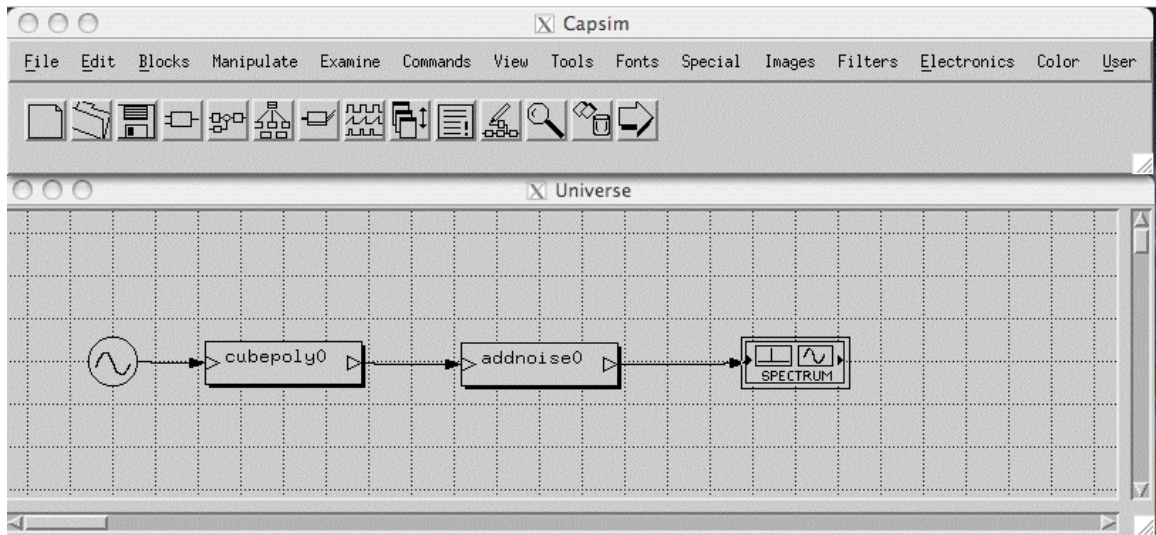 X Capsim
File Edit Blocks Manipulate Examine Commands View Tools Fonts Special Images Filters Electronics Color User
X Universe
cubepoly0 addnoise0
SPECTRUM